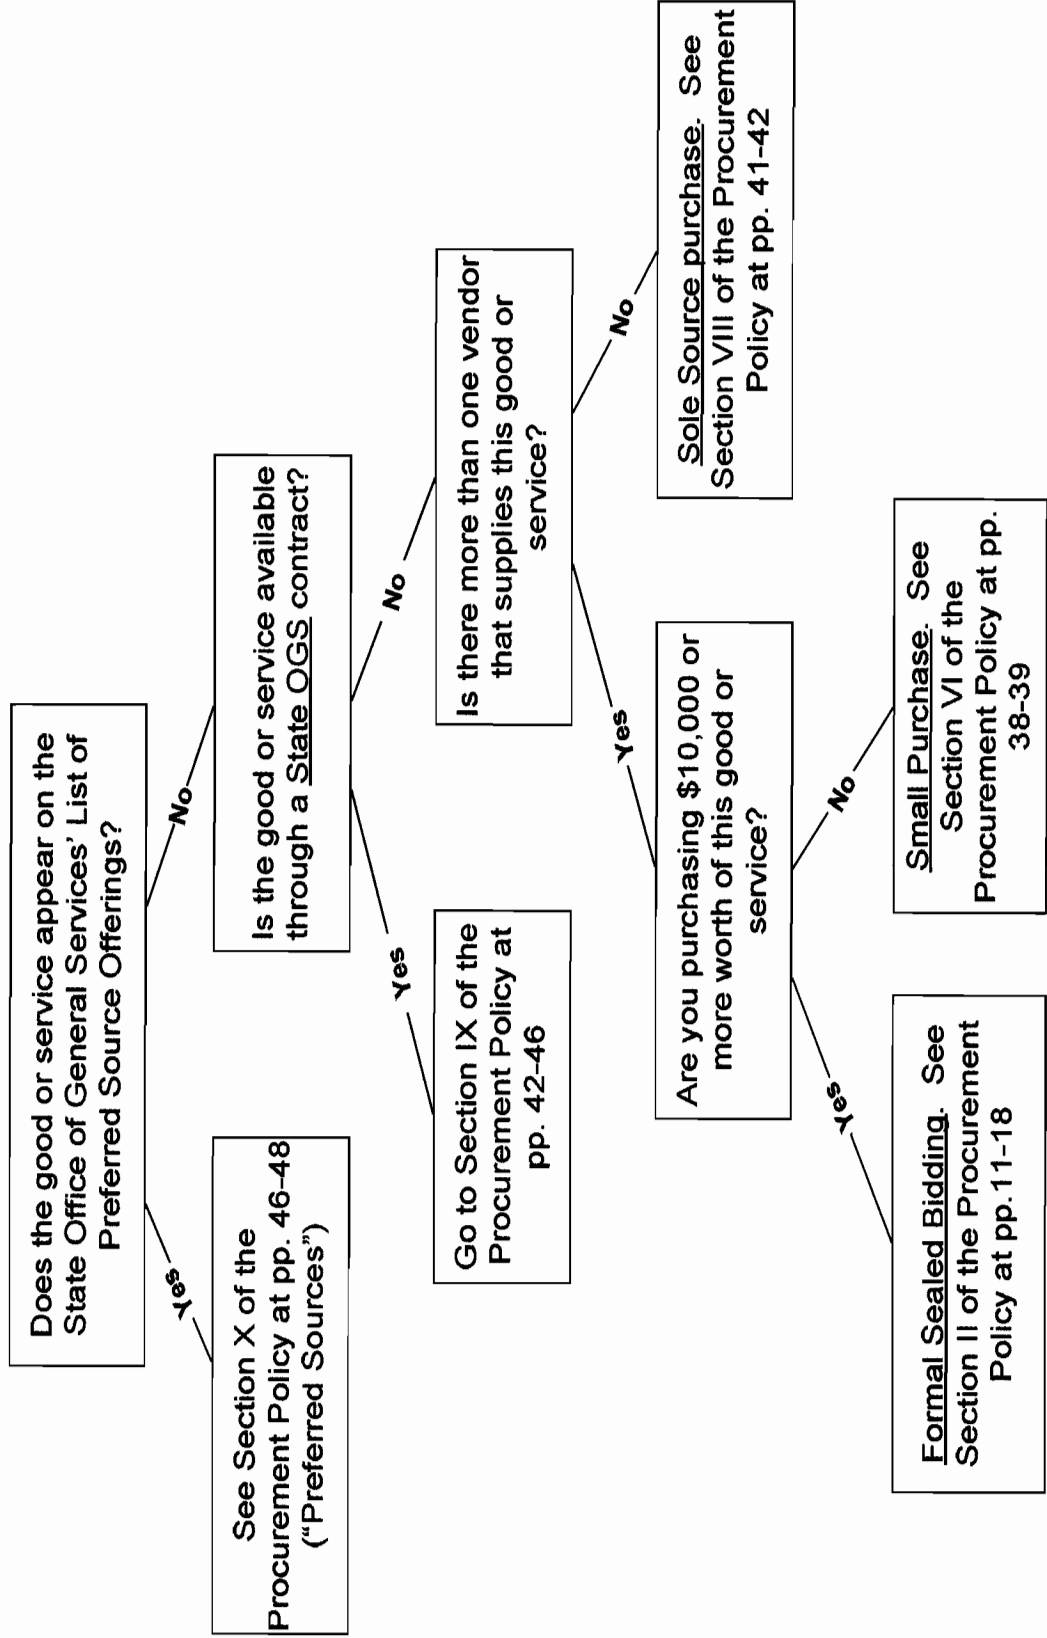 Does the good or service appear on the
State Office of General Services' List of
Preferred Source Offerings?
Yes
No
See Section X of the
Procurement Policy at pp. 46-48
("Preferred Sources")
Is the good or service available
through a State OGS contract?
Yes
No
Go to Section IX of the
Procurement Policy at
pp. 42-46
Is there more than one vendor
that supplies this good or
service?
Yes
No
Are you purchasing $10,000 or
more worth of this good or
service?
Sole Source purchase. See
Section VIII of the Procurement
Policy at pp. 41-42
Yes
No
Formal Sealed Bidding. See
Section II of the Procurement
Policy at pp.11-18
Small Purchase. See
Section VI of the
Procurement Policy at pp.
38-39